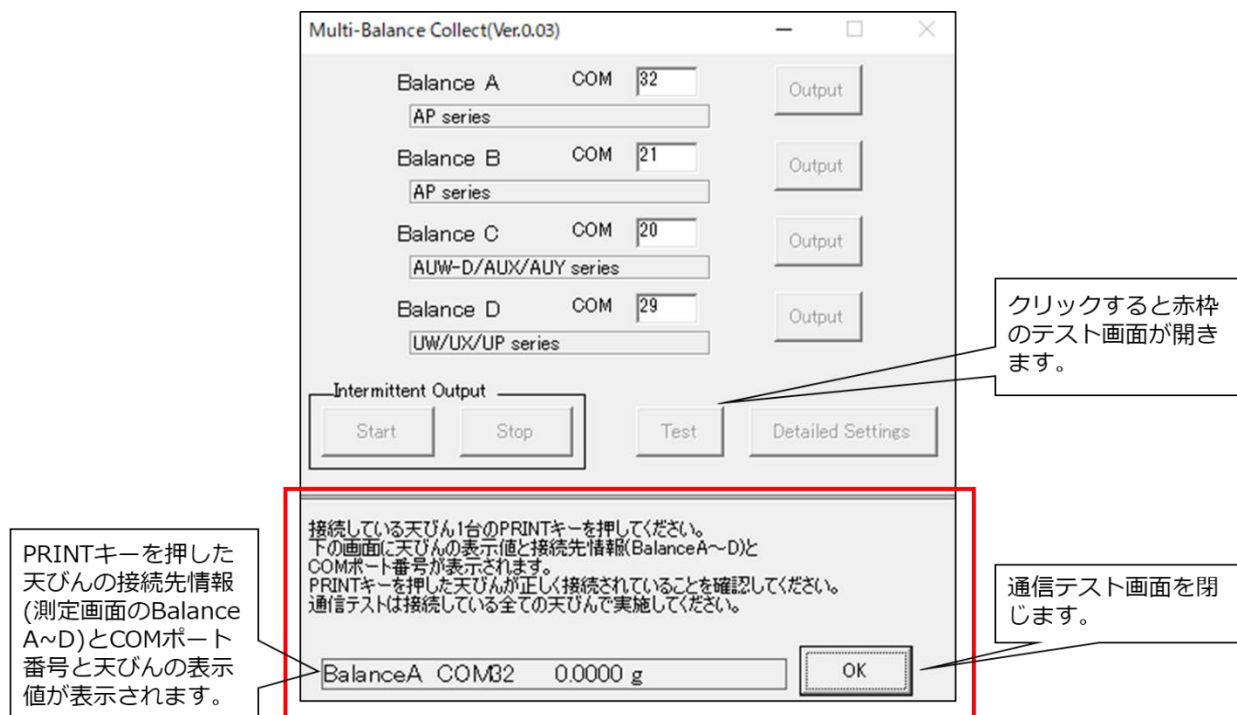 Multi-Balance Collect(Ver.0.03)
Balance A COM 32 Output
AP series
Balance B COM 21 Output
AP series
Balance C COM 20 Output
AUW-D/AUX/AUY series
Balance D COM 29 Output
UW/UX/UP series
Intermittent Output
Start Stop Test Detailed Settings
クリックすると赤枠
のテスト画面が開き
ます。
接続している天びん1台のPRINTキーを押してください。
下の画面に天びんの表示値と接続先情報(BalanceA～D)と
COMポート番号が表示されます。
PRINTキーを押した天びんが正しく接続されていることを確認してください。
通信テストは接続している全ての天びんで実施してください。
BalanceA COM32 0.0000 g
OK
PRINTキーを押した
天びんの接続先情報
(測定画面のBalance
A~D)とCOMポート
番号と天びんの表示
値が表示されます。
通信テスト画面を閉
じます。